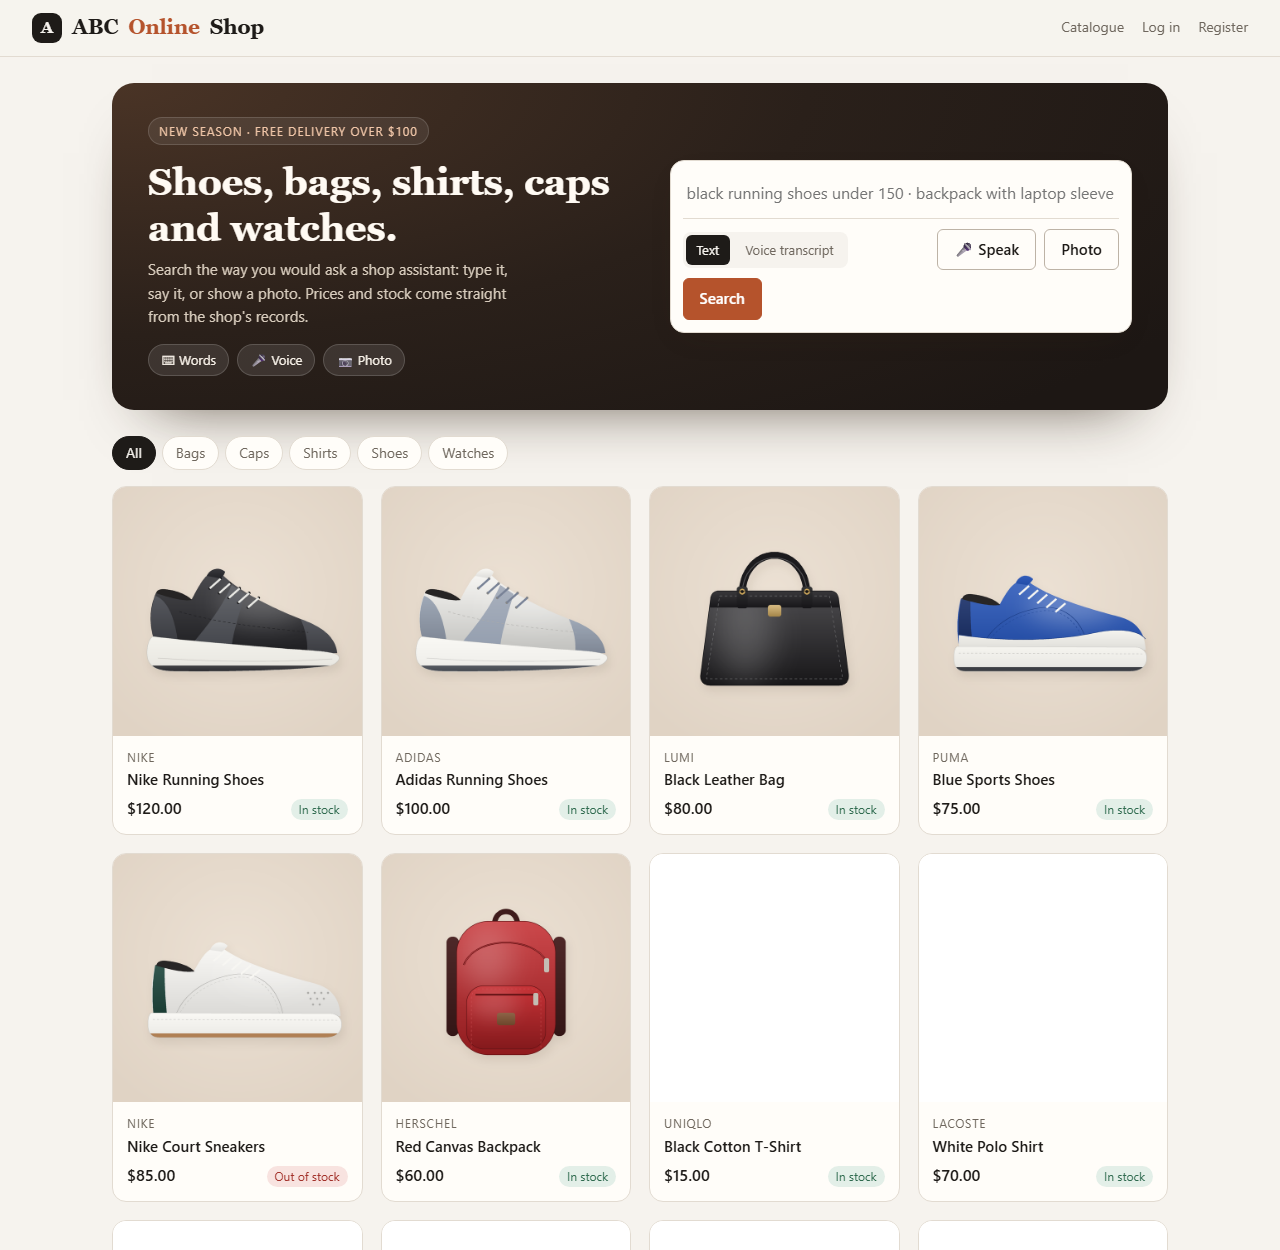 A ABC Online Shop
Catalogue Log in Register
NEW SEASON · FREE DELIVERY OVER $100
Shoes, bags, shirts, caps
and watches.
Search the way you would ask a shop assistant: type it,
say it, or show a photo. Prices and stock come straight
from the shop's records.
Words Voice Photo
black running shoes under 150 · backpack with laptop sleeve
Text Voice transcript Speak Photo
Search
All Bags Caps Shirts Shoes Watches
NIKE
Nike Running Shoes
$120.00 In stock
ADIDAS
Adidas Running Shoes
$100.00 In stock
LUMI
Black Leather Bag
$80.00 In stock
PUMA
Blue Sports Shoes
$75.00 In stock
NIKE
Nike Court Sneakers
$85.00 Out of stock
HERSCHEL
Red Canvas Backpack
$60.00 In stock
UNIQLO
Black Cotton T-Shirt
$15.00 In stock
LACOSTE
White Polo Shirt
$70.00 In stock